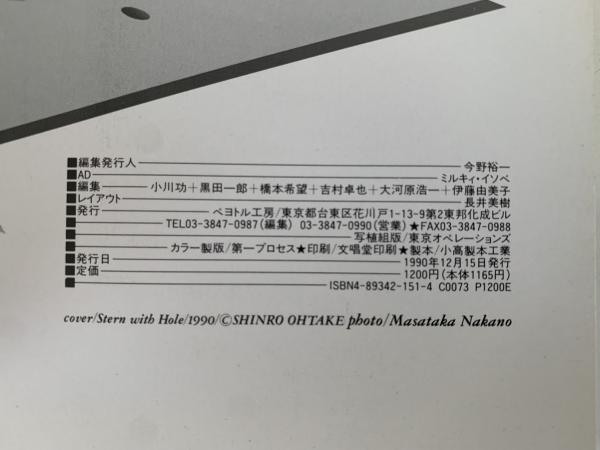 ■編集発行人 今野裕一
■AD ミルキィ・イソベ
■編集 小川功＋黒田一郎＋橋本希望＋吉村卓也＋大河原浩一＋伊藤由美子
■レイアウト 長井美樹
■発行 ペヨトル工房/東京都台東区花川戸1-13-9第2東邦化成ビル
■ TEL03-3847-0987(編集) 03-3847-0990(営業)★FAX03-3847-0988
■ 写植組版/東京オペレーションズ
■ カラー製版/第一プロセス★印刷/文唱堂印刷★製本/小高製本工業
■発行日 1990年12月15日発行
■定価 1200円(本体1165円)
■ ISBN4-89342-151-4 C0073 P1200E
cover/Stern with Hole/1990/©SHINRO OHTAKE photo/Masataka Nakano